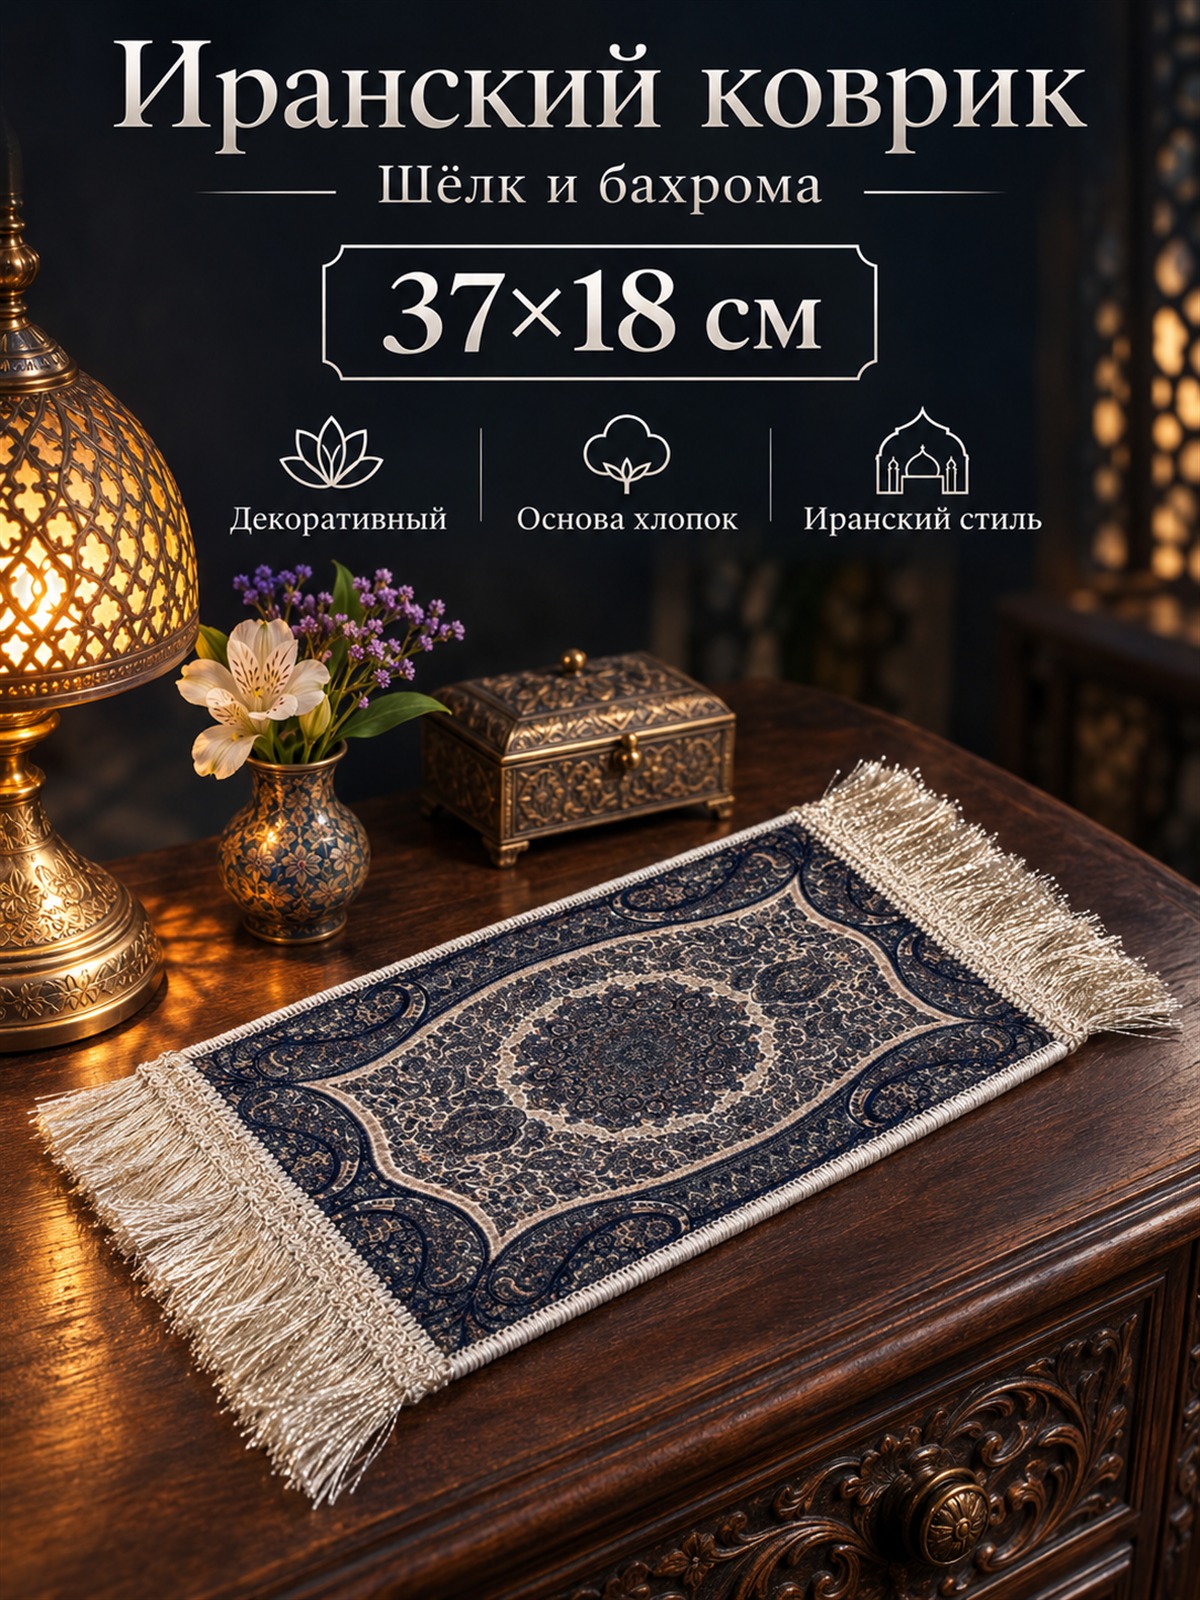 Иранский коврик
Шёлк и бахрома
37×18 см
Декоративный
Основа хлопок
Иранский стиль